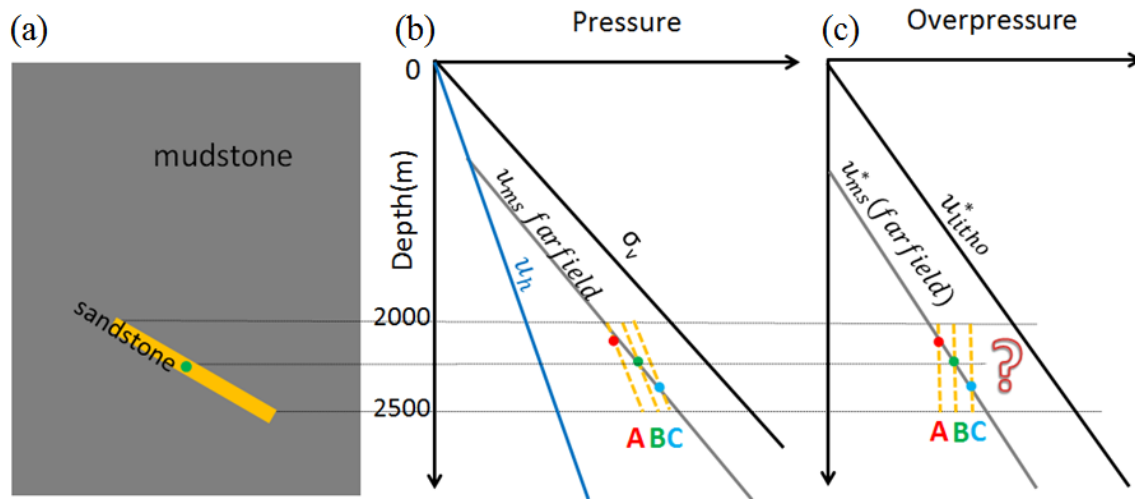 (a)
mudstone
sandstone
(b)
Pressure
0
Depth(m)
2000
2500
u_h
u_ms farfield
σ_v
A B C
(c)
Overpressure
u*_ms (farfield)
u*_litho
?
A B C